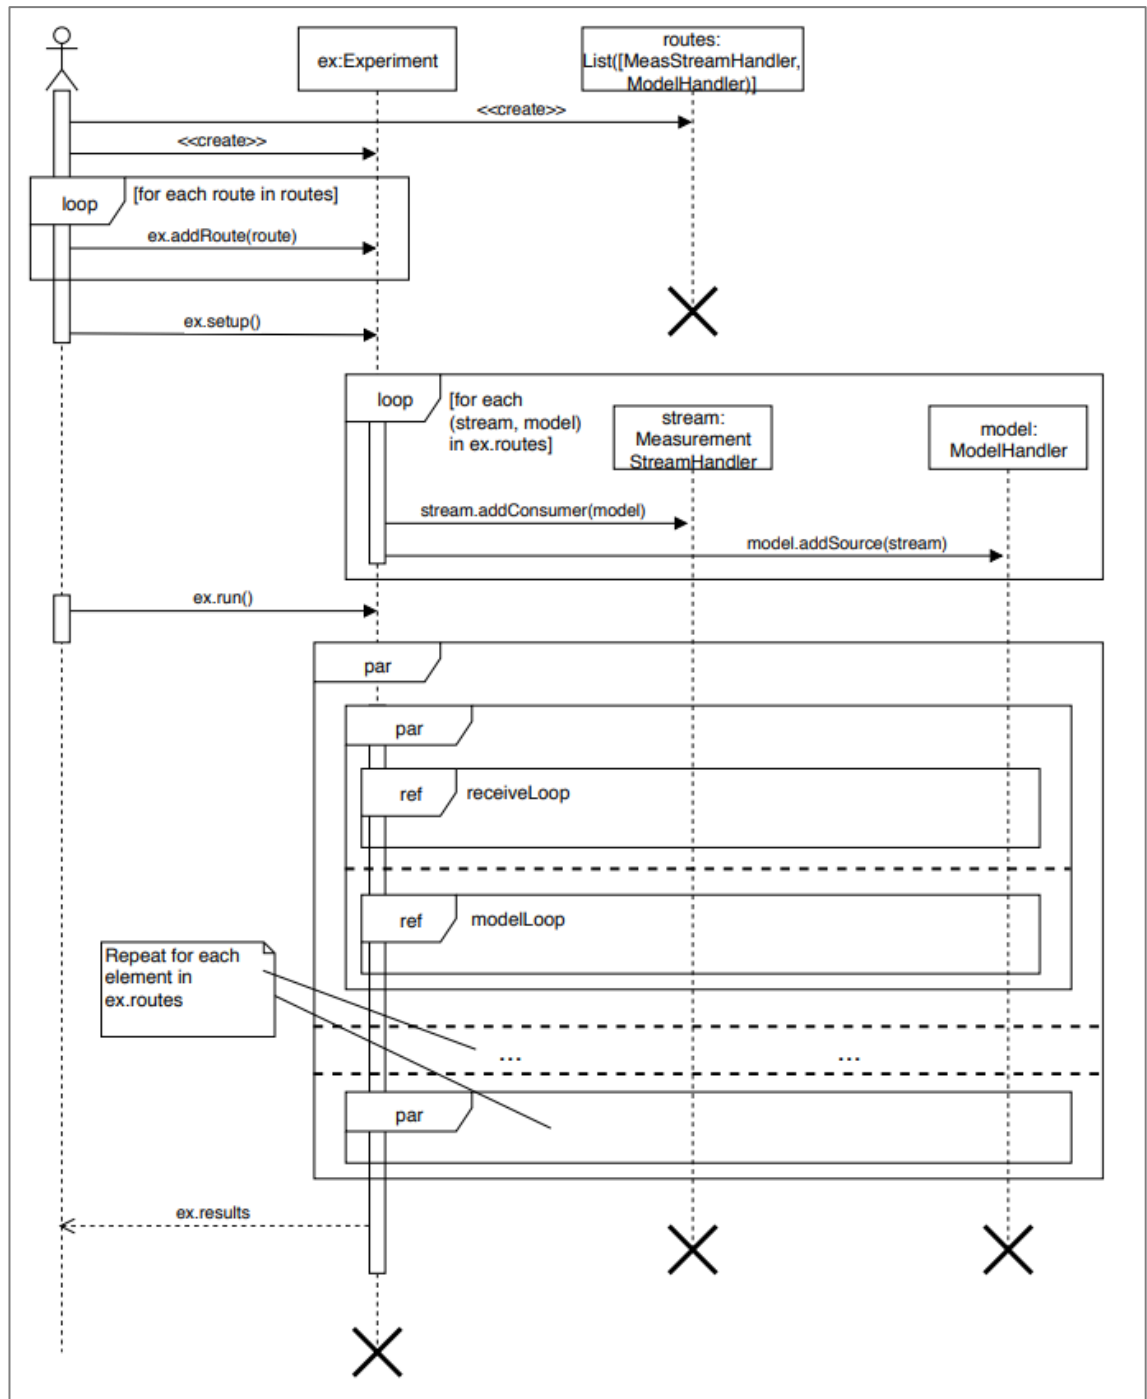 ex:Experiment
routes:
List([MeasStreamHandler,
ModelHandler)]
<<create>>
<<create>>
loop
[for each route in routes]
ex.addRoute(route)
ex.setup()
loop
[for each
(stream, model)
in ex.routes]
stream:
Measurement
StreamHandler
model:
ModelHandler
stream.addConsumer(model)
model.addSource(stream)
ex.run()
par
par
ref
receiveLoop
ref
modelLoop
Repeat for each
element in
ex.routes
...
...
par
ex.results